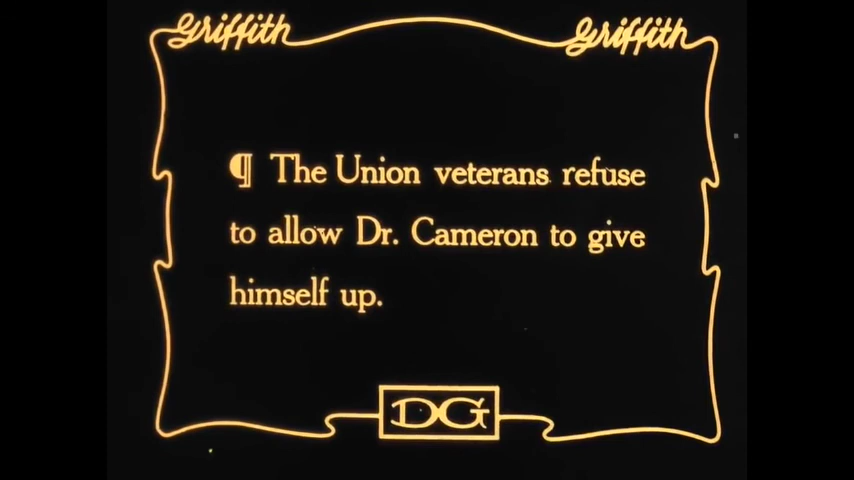 Griffith Griffith
¶ The Union veterans refuse
to allow Dr. Cameron to give
himself up.
DG